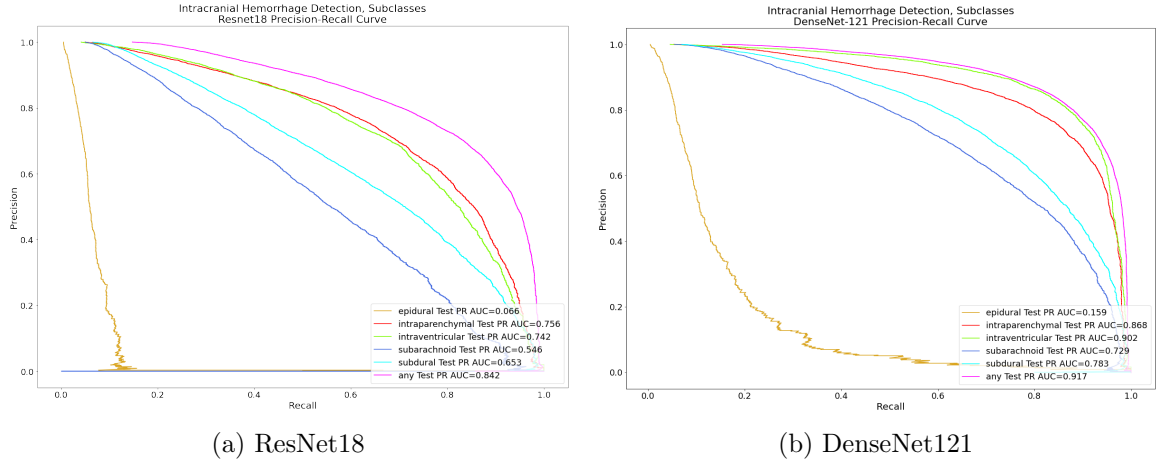 Intracranial Hemorrhage Detection, Subclasses
Resnet18 Precision-Recall Curve
1.0
0.8
0.6
0.4
0.2
0.0
Precision
0.0 0.2 0.4 0.6 0.8 1.0
Recall
epidural Test PR AUC=0.066
intraparenchymal Test PR AUC=0.756
intraventricular Test PR AUC=0.742
subarachnoid Test PR AUC=0.546
subdural Test PR AUC=0.653
any Test PR AUC=0.842
(a) ResNet18
Intracranial Hemorrhage Detection, Subclasses
DenseNet-121 Precision-Recall Curve
1.0
0.8
0.6
0.4
0.2
0.0
Precision
0.0 0.2 0.4 0.6 0.8 1.0
Recall
epidural Test PR AUC=0.159
intraparenchymal Test PR AUC=0.868
intraventricular Test PR AUC=0.902
subarachnoid Test PR AUC=0.729
subdural Test PR AUC=0.783
any Test PR AUC=0.917
(b) DenseNet121